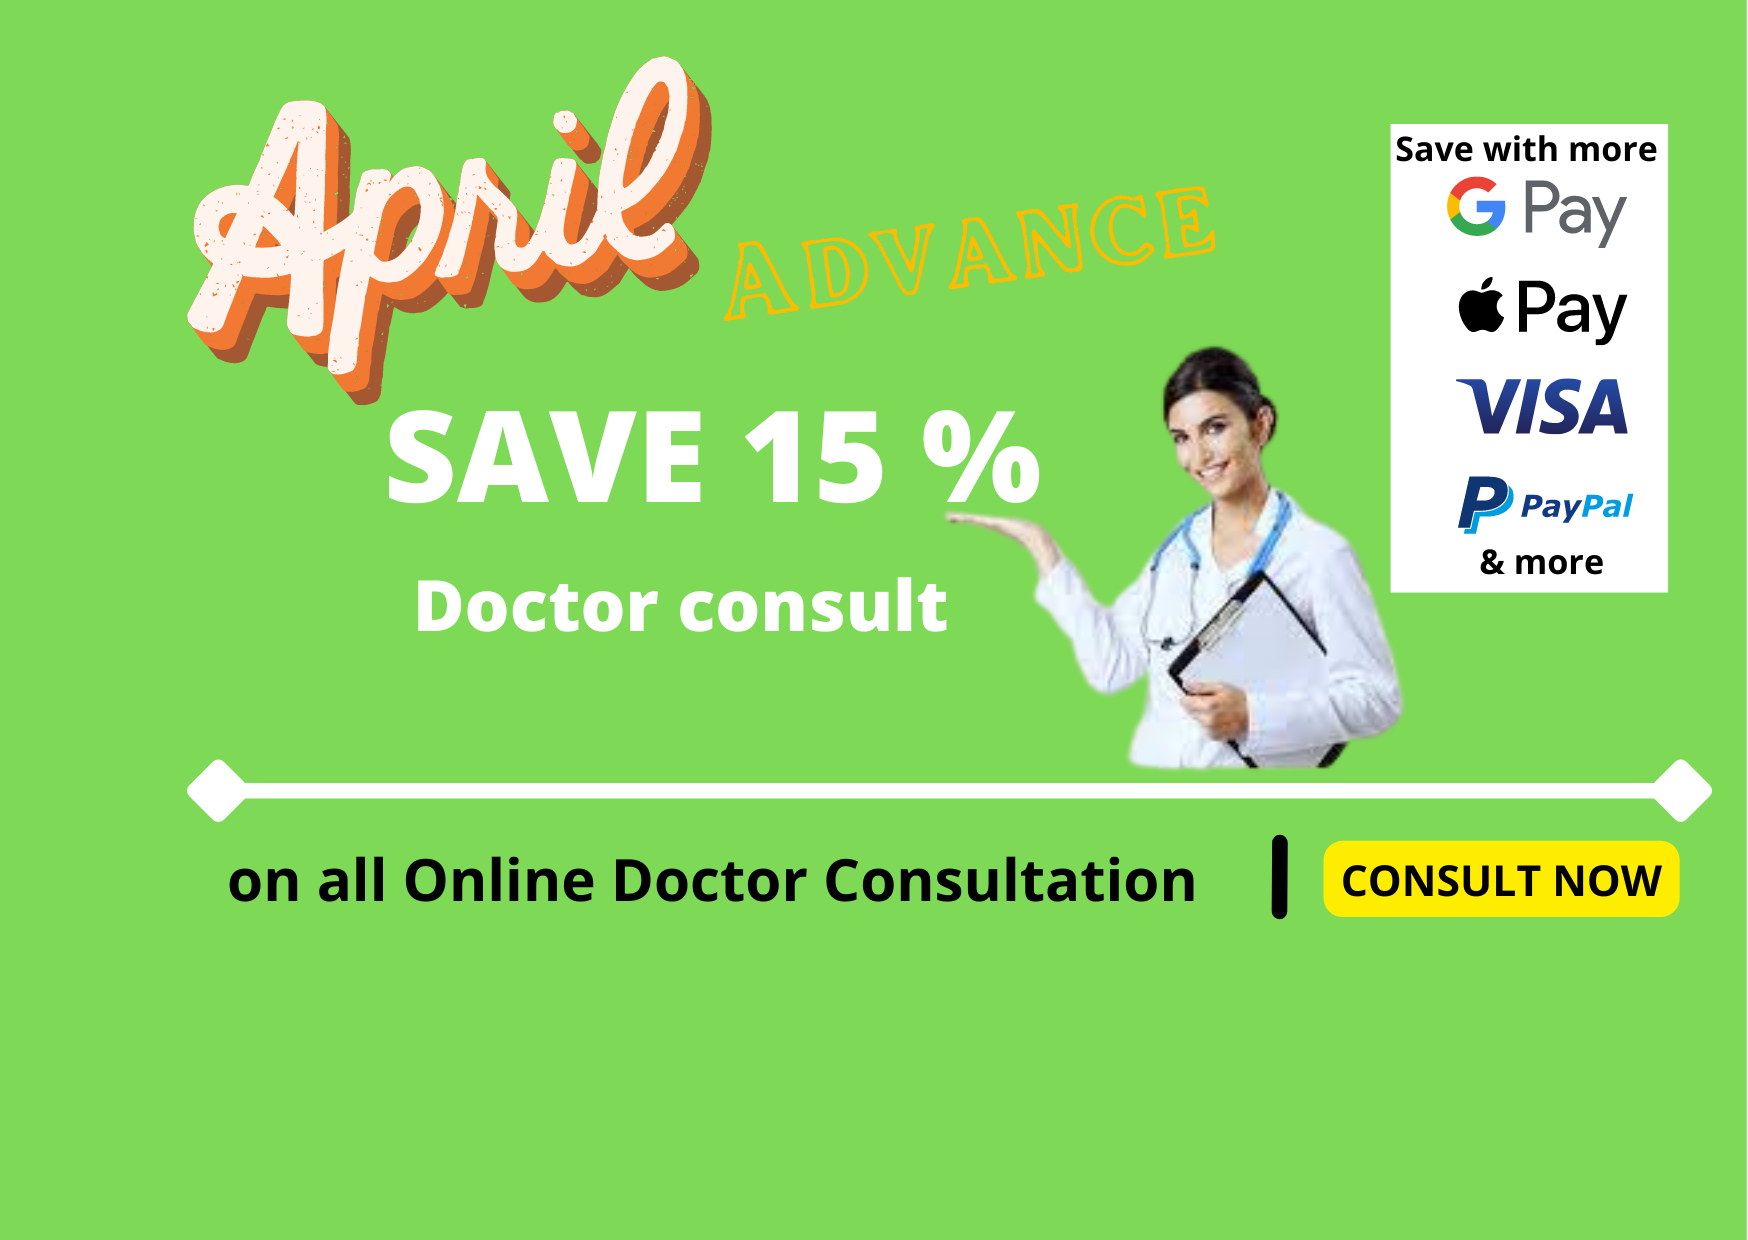 April
ADVANCE
SAVE 15 %
Doctor consult
Save with more
G Pay
Pay
VISA
PayPal
& more
on all Online Doctor Consultation
CONSULT NOW